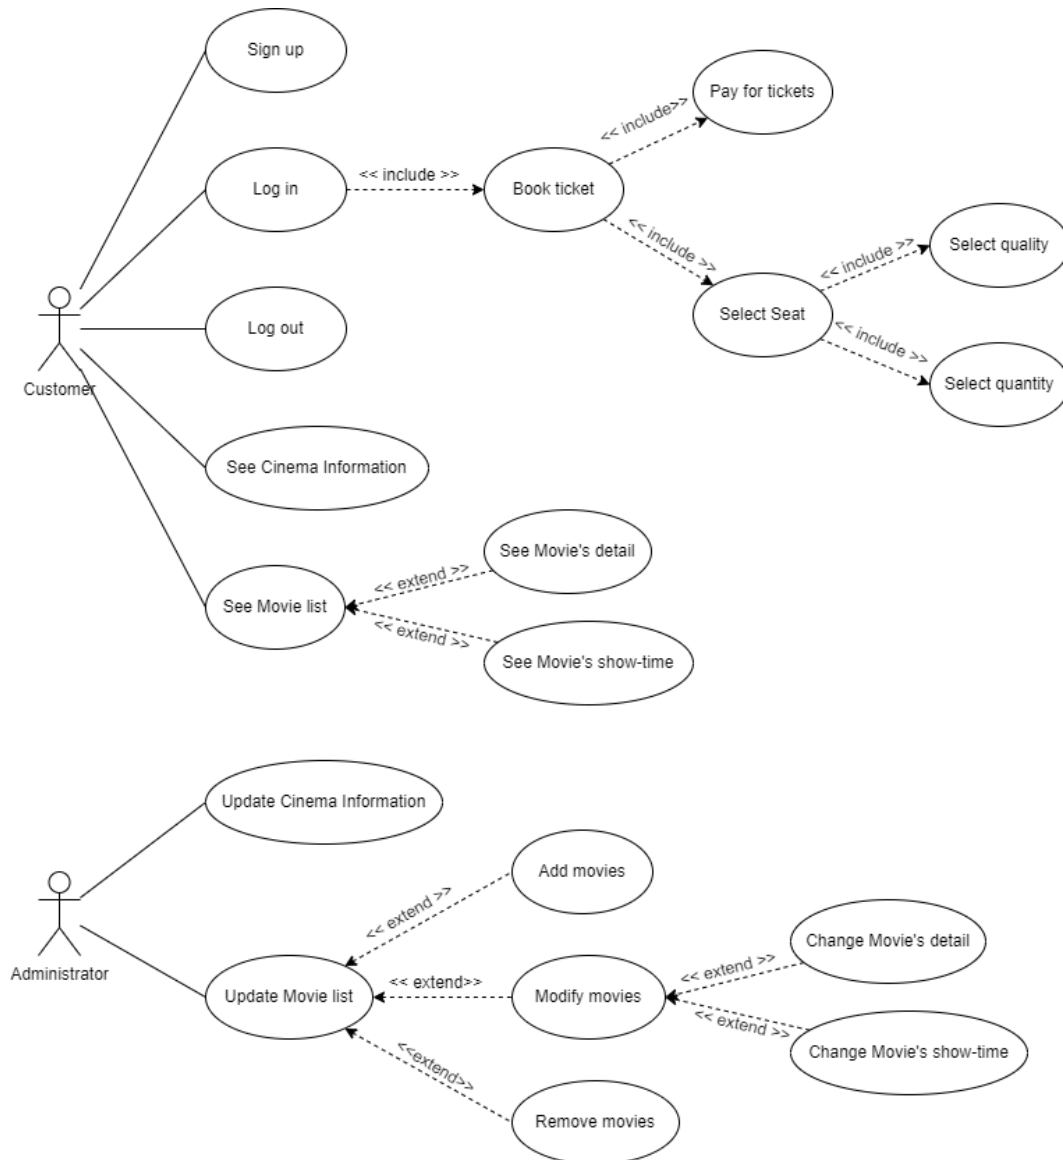 Sign up
Pay for tickets
<< include>>
Log in
<< include >>
Book ticket
<< include >>
Select quality
<< include >>
Select Seat
Log out
<< include >>
Select quantity
Customer
See Cinema Information
See Movie's detail
<< extend >>
See Movie list
<< extend >>
See Movie's show-time
Update Cinema Information
Add movies
<< extend >>
Change Movie's detail
<< extend >>
Administrator
Update Movie list
<< extend>>
Modify movies
<< extend >>
Change Movie's show-time
<<extend>>
Remove movies